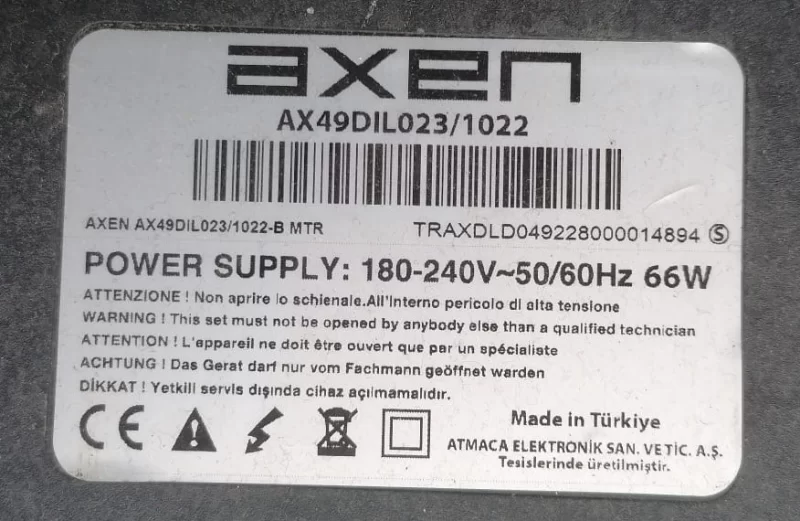 axen
AX49DIL023/1022
AXEN AX49DIL023/1022-B MTR TRAXDLD049228000014894 Ⓢ
POWER SUPPLY: 180-240V~50/60Hz 66W
ATTENZIONE ! Non aprire lo schienale.All'interno pericolo di alta tensione
WARNING ! This set must not be opened by anybody else than a qualified technician
ATTENTION ! L'appareil ne doit être ouvert que par un spécialiste
ACHTUNG ! Das Gerat darf nur vom Fachmann geöffnet warden
DİKKAT ! Yetkili servis dışında cihaz açılmamalıdır.
CE
Made in Türkiye
ATMACA ELEKTRONİK SAN. VE TİC. A.Ş.
Tesislerinde üretilmiştir.